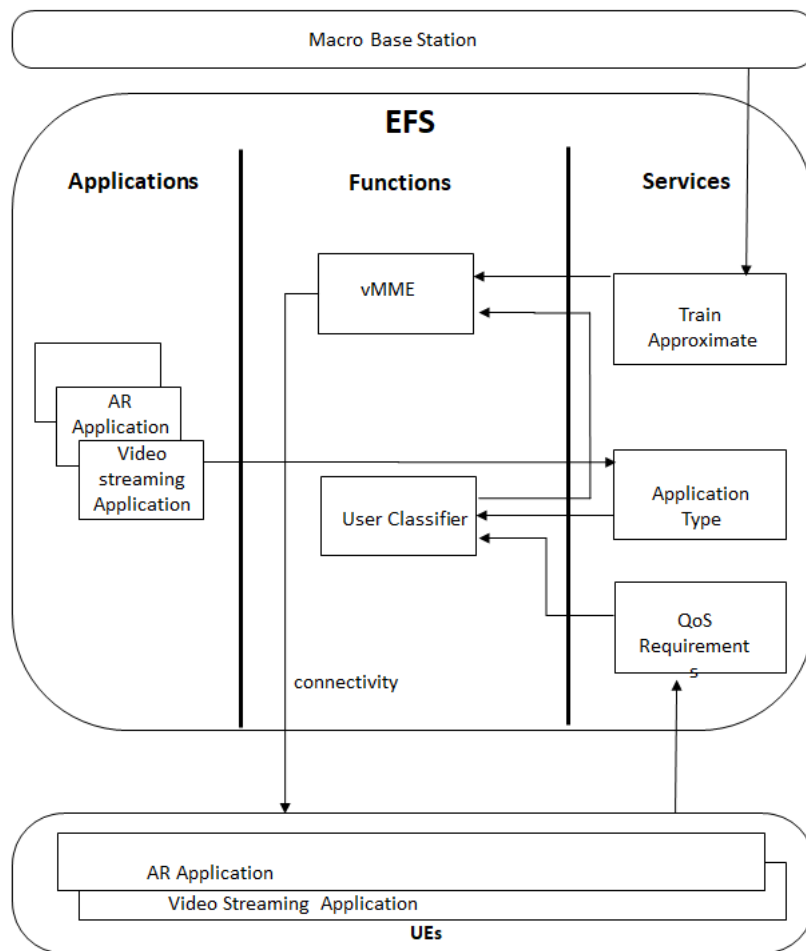 Macro Base Station
EFS
Applications
Functions
Services
vMME
Train
Approximate
AR
Application
Video
streaming
Application
User Classifier
Application
Type
QoS
Requirement
s
connectivity
AR Application
Video Streaming Application
UEs